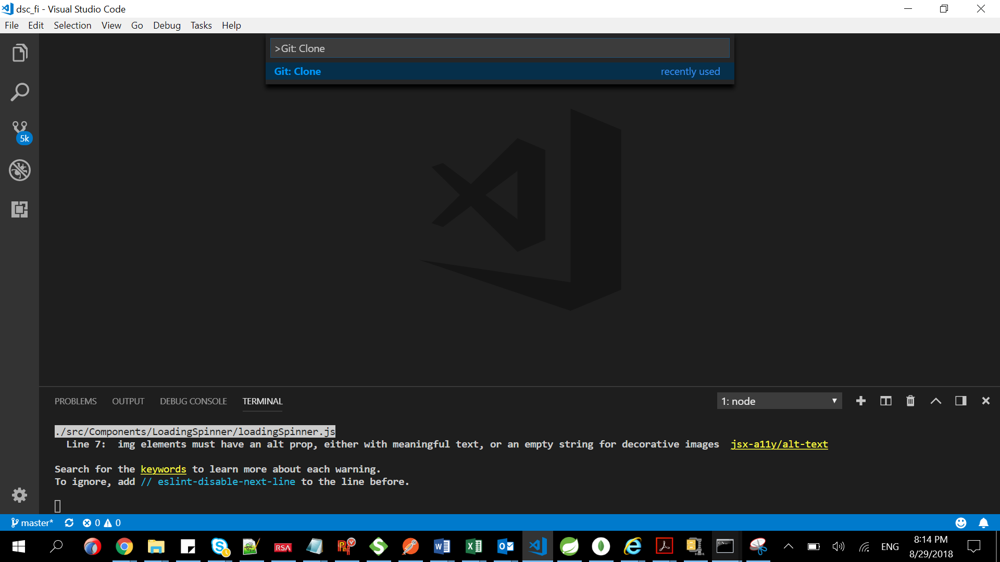 dsc_fi - Visual Studio Code
File Edit Selection View Go Debug Tasks Help
>Git: Clone
Git: Clone recently used
5k
PROBLEMS OUTPUT DEBUG CONSOLE TERMINAL 1: node
./src/Components/LoadingSpinner/loadingSpinner.js
Line 7: img elements must have an alt prop, either with meaningful text, or an empty string for decorative images jsx-a11y/alt-text
Search for the keywords to learn more about each warning.
To ignore, add // eslint-disable-next-line to the line before.
master* 0 0
RSA
ENG
8:14 PM
8/29/2018